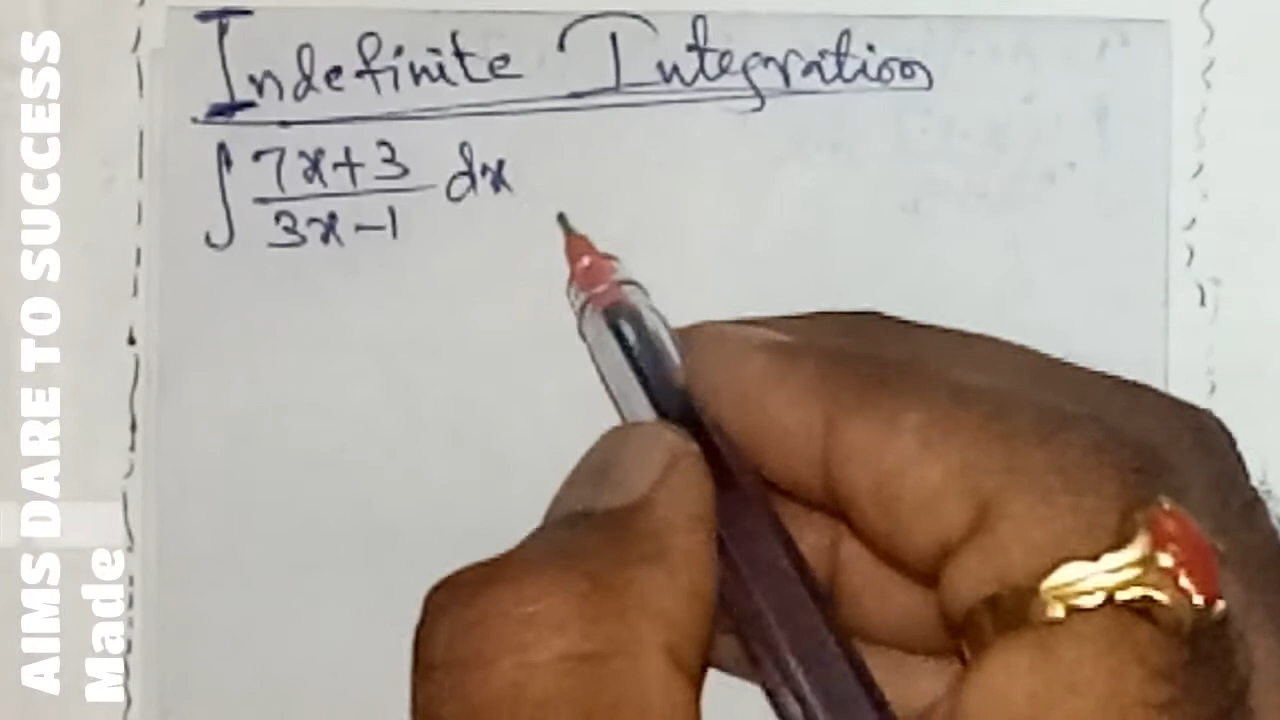 AIMS DARE TO SUCCESS
Made
Indefinite Integration
∫ 7x+3 / 3x-1 dx